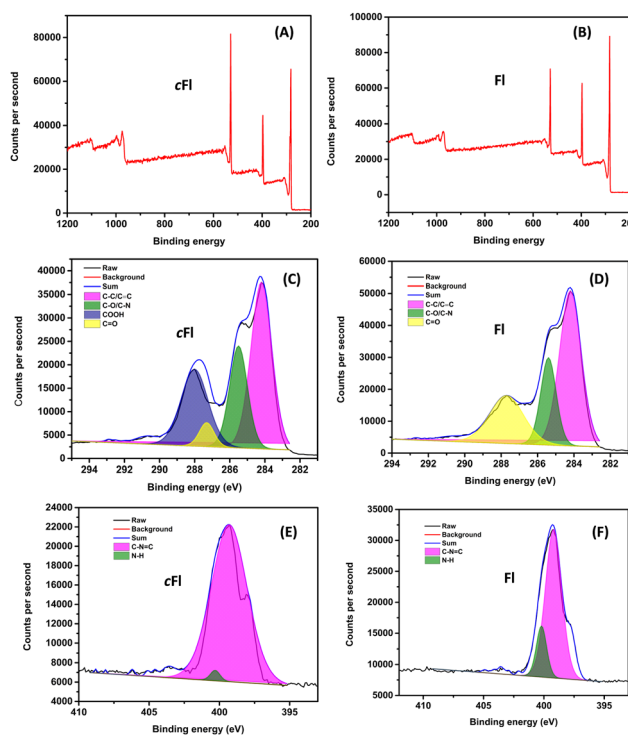 (A)
cFl
Counts per second
80000
60000
40000
20000
0
1200 1000 800 600 400 200
Binding energy
(B)
Fl
Counts per second
100000
80000
60000
40000
20000
0
1200 1000 800 600 400 200
Binding energy
(C)
cFl
Raw
Background
Sum
C-C/C=C
C-O/C-N
COOH
C=O
Counts per second
40000
35000
30000
25000
20000
15000
10000
5000
0
294 292 290 288 286 284 282
Binding energy (eV)
(D)
Fl
Raw
Background
Sum
C-C/C=C
C-O/C-N
C=O
Counts per second
60000
50000
40000
30000
20000
10000
0
294 292 290 288 286 284 282
Binding energy (eV)
(E)
cFl
Raw
Background
Sum
C-N=C
N-H
Counts per second
24000
22000
20000
18000
16000
14000
12000
10000
8000
6000
4000
410 405 400 395
Binding energy (eV)
(F)
Fl
Raw
Background
Sum
C-N=C
N-H
Counts per second
35000
30000
25000
20000
15000
10000
5000
410 405 400 395
Binding energy (eV)